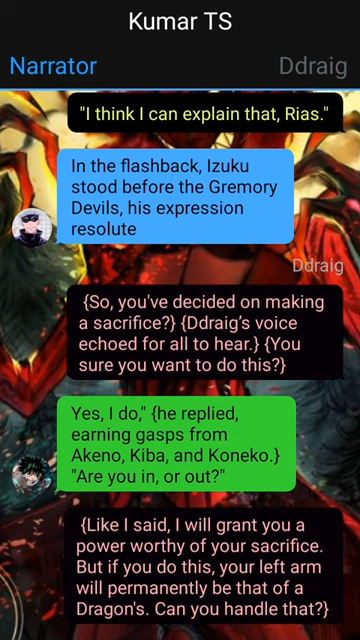 Kumar TS
Narrator
Ddraig
"I think I can explain that, Rias."
In the flashback, Izuku
stood before the Gremory
Devils, his expression
resolute
Ddraig
{So, you've decided on making
a sacrifice?} {Ddraig's voice
echoed for all to hear.} {You
sure you want to do this?}
Yes, I do," {he replied,
earning gasps from
Akeno, Kiba, and Koneko.}
"Are you in, or out?"
{Like I said, I will grant you a
power worthy of your sacrifice.
But if you do this, your left arm
will permanently be that of a
Dragon's. Can you handle that?}